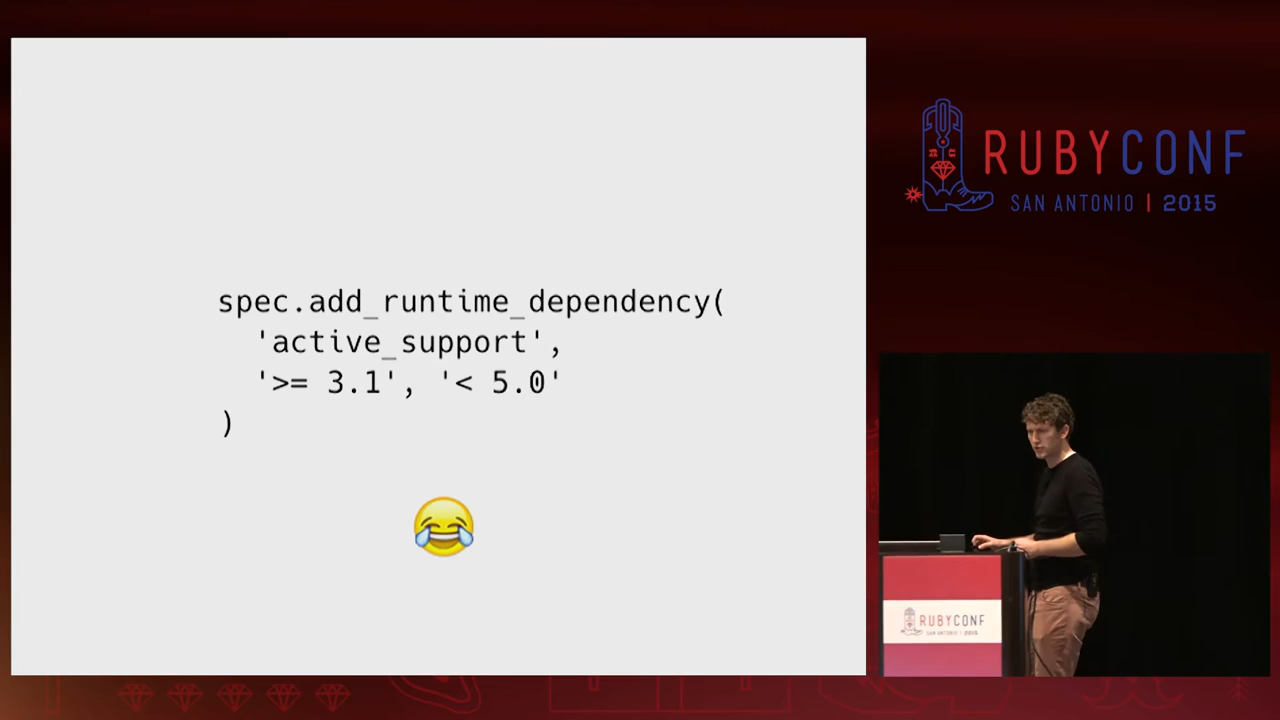 spec.add_runtime_dependency(
  'active_support',
  '>= 3.1', '< 5.0'
)
RUBYCONF
SAN ANTONIO | 2015
RUBYCONF
SAN ANTONIO | 2015